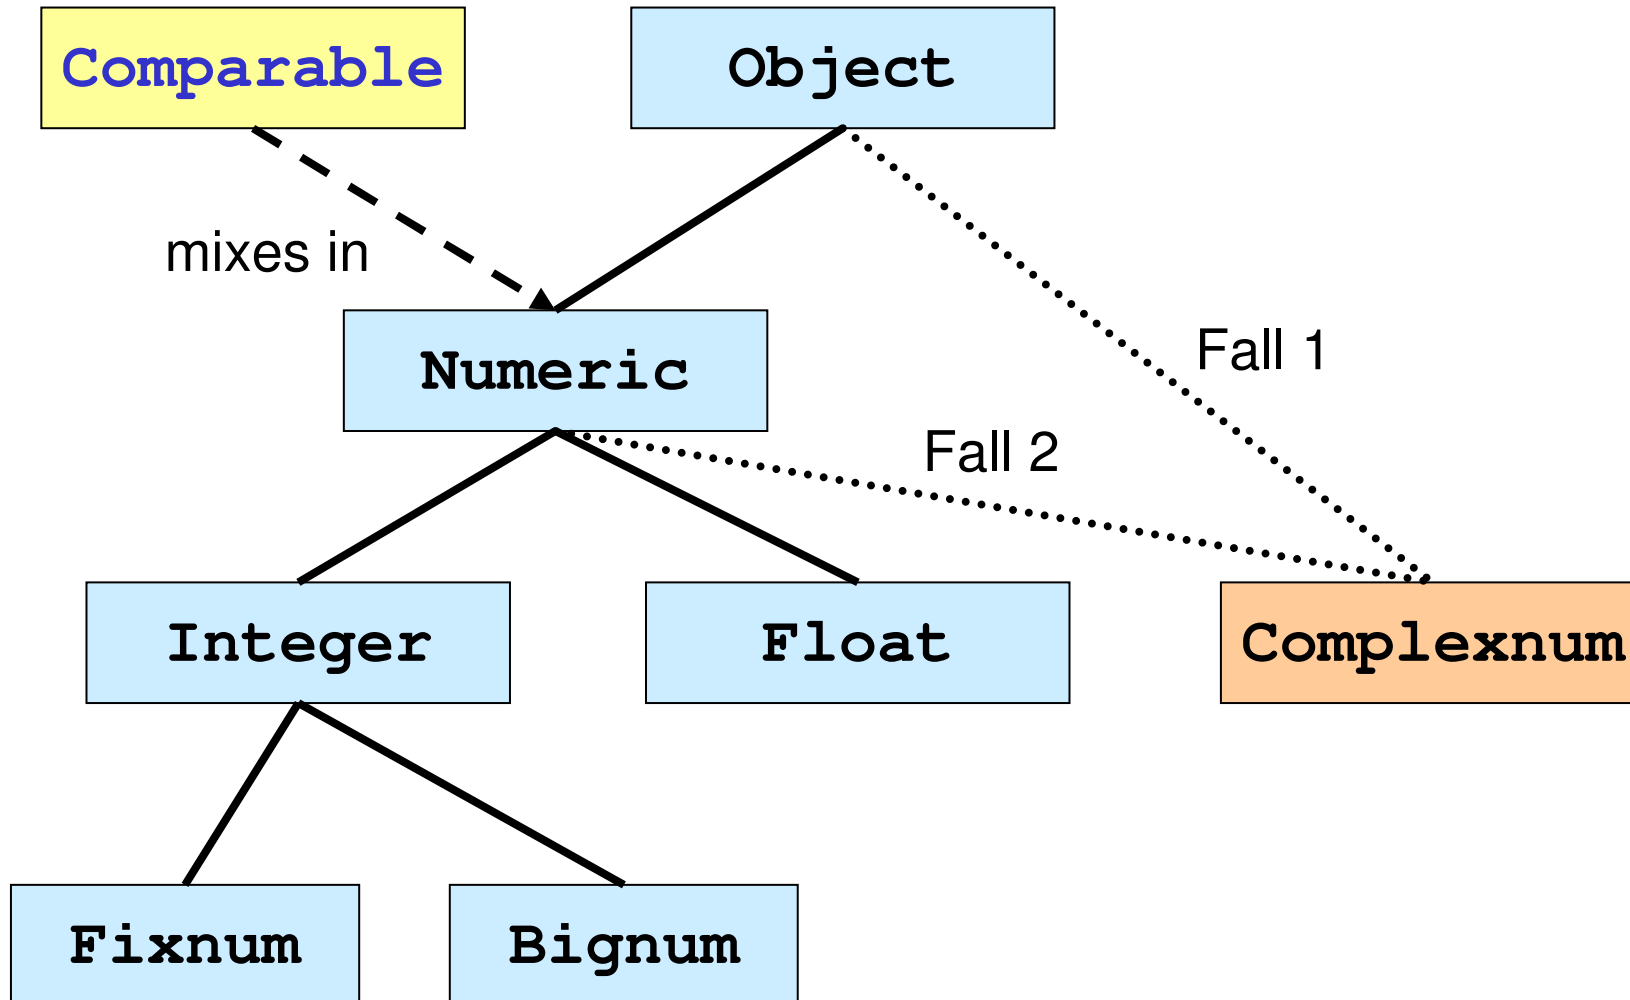 Comparable
Object
mixes in
Fall 1
Numeric
Fall 2
Integer
Float
Complexnum
Fixnum
Bignum